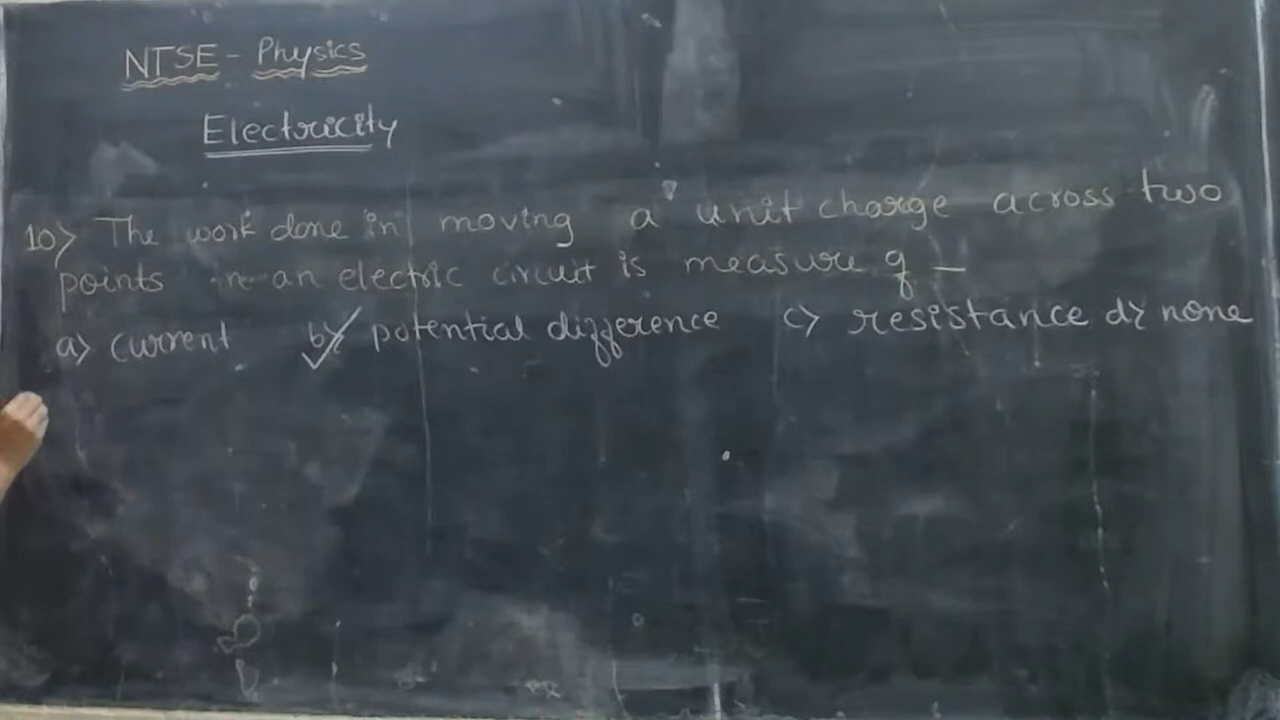 NTSE - Physics
Electricity
10) The work done in moving a unit charge across two
points in an electric circuit is measure of —
a) current b) potential difference c) resistance d) none